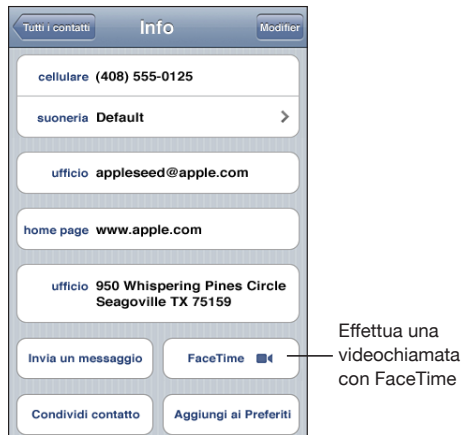 Tutti i contatti Info Modifier
cellulare (408) 555-0125
suoneria Default
ufficio appleseed@apple.com
home page www.apple.com
ufficio 950 Whispering Pines Circle
Seagoville TX 75159
Invia un messaggio FaceTime
Condividi contatto Aggiungi ai Preferiti
Effettua una
videochiamata
con FaceTime